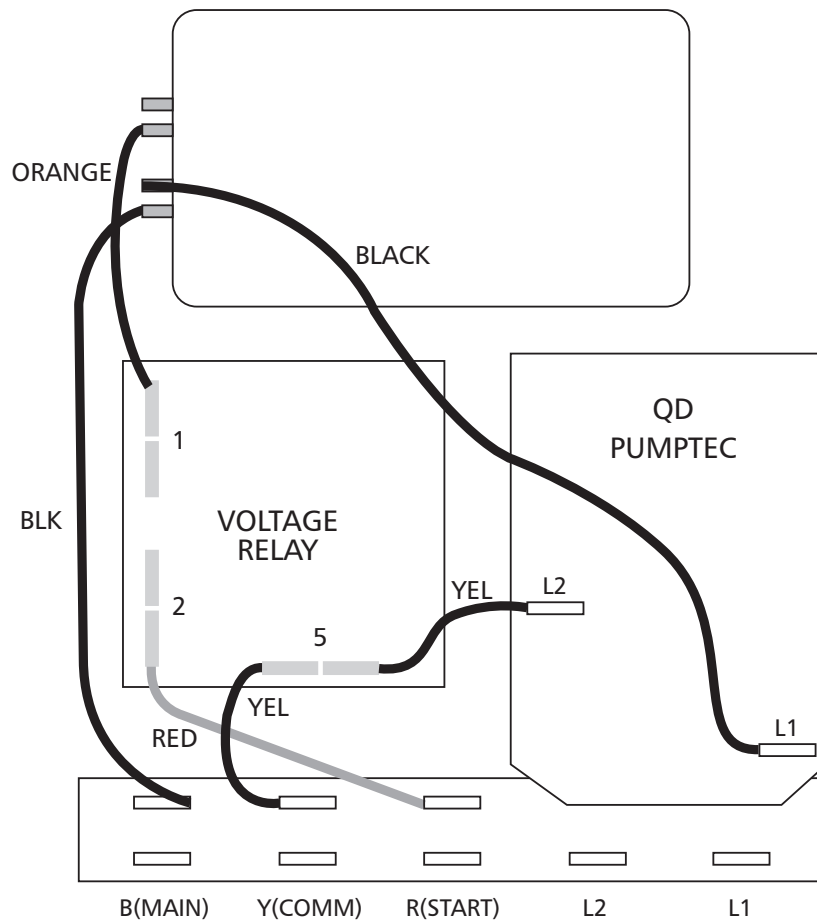 ORANGE
BLACK
QD
PUMPTEC
1
BLK
VOLTAGE
RELAY
2
YEL
L2
5
YEL
RED
L1
B(MAIN)
Y(COMM)
R(START)
L2
L1